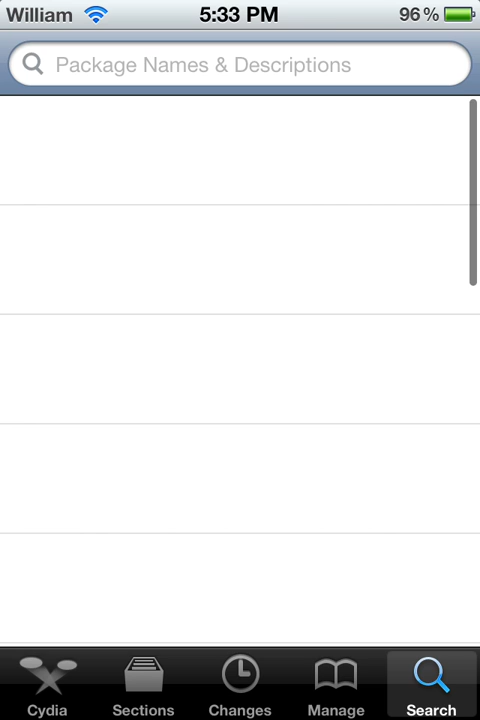 William 5:33 PM 96%
Package Names & Descriptions
Cydia Sections Changes Manage Search